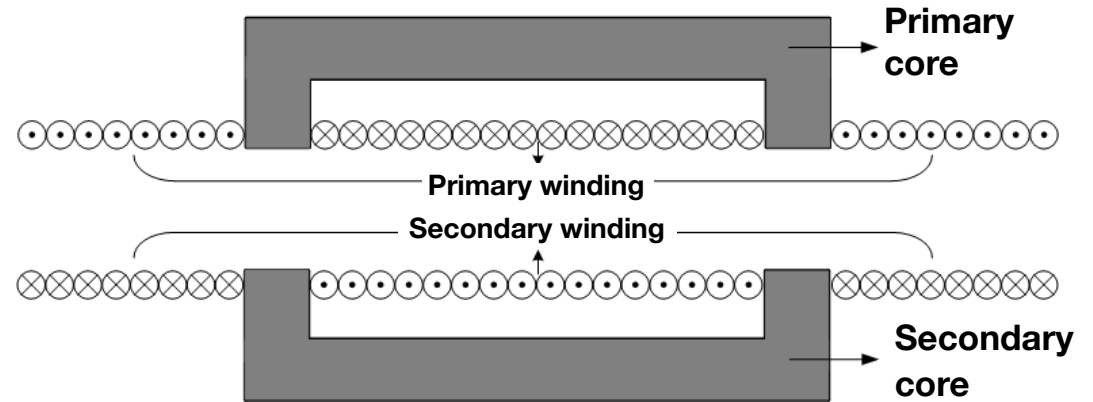 Primary
core
Primary winding
Secondary winding
Secondary
core